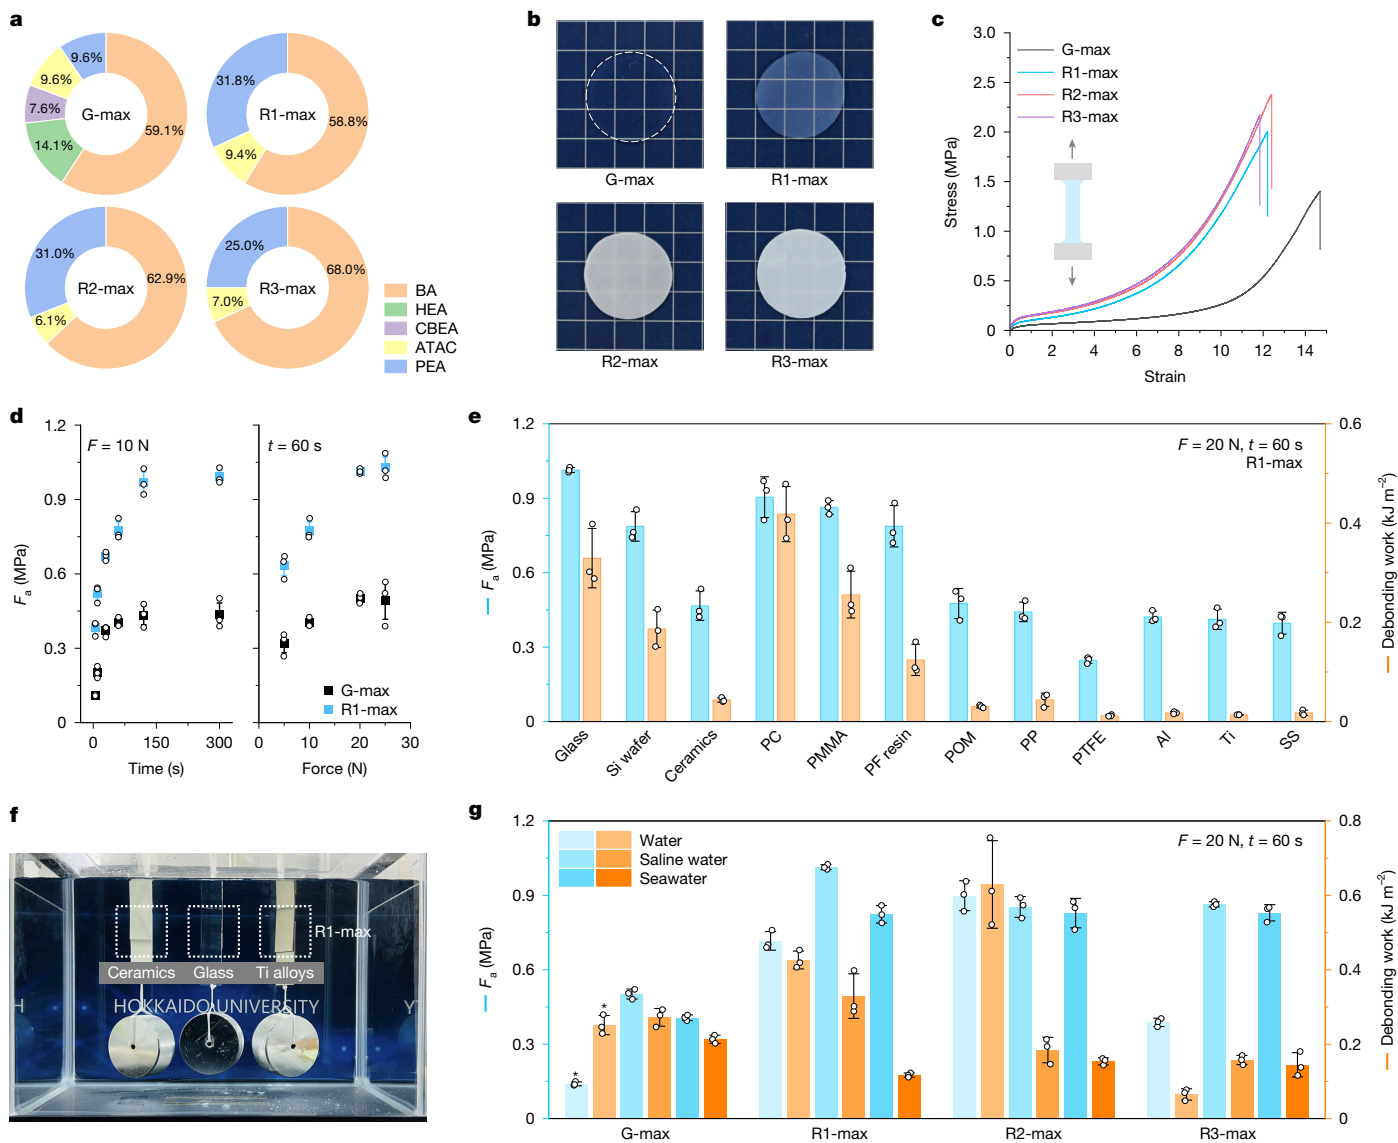 a
9.6%
9.6%
7.6%
14.1%
59.1%
G-max
31.8%
9.4%
58.8%
R1-max
31.0%
6.1%
62.9%
R2-max
25.0%
7.0%
68.0%
R3-max
BA
HEA
CBEA
ATAC
PEA
b
G-max
R1-max
R2-max
R3-max
c
Stress (MPa)
3.0
2.5
2.0
1.5
1.0
0.5
0
G-max
R1-max
R2-max
R3-max
0 2 4 6 8 10 12 14
Strain
d
Fa (MPa)
1.2
0.9
0.6
0.3
0
F = 10 N
t = 60 s
G-max
R1-max
0 150 300
0 10 20 30
Time (s)
Force (N)
e
Fa (MPa)
1.2
0.9
0.6
0.3
0
F = 20 N, t = 60 s
R1-max
0.6
0.4
0.2
0
Debonding work (kJ m−2)
Glass
Si wafer
Ceramics
PC
PMMA
PF resin
POM
PP
PTFE
Al
Ti
SS
f
R1-max
Ceramics
Glass
Ti alloys
H
HOKKAIDO UNIVERSITY
Y
g
Fa (MPa)
1.2
0.9
0.6
0.3
0
Water
Saline water
Seawater
F = 20 N, t = 60 s
*
*
0.8
0.6
0.4
0.2
0
Debonding work (kJ m−2)
G-max
R1-max
R2-max
R3-max